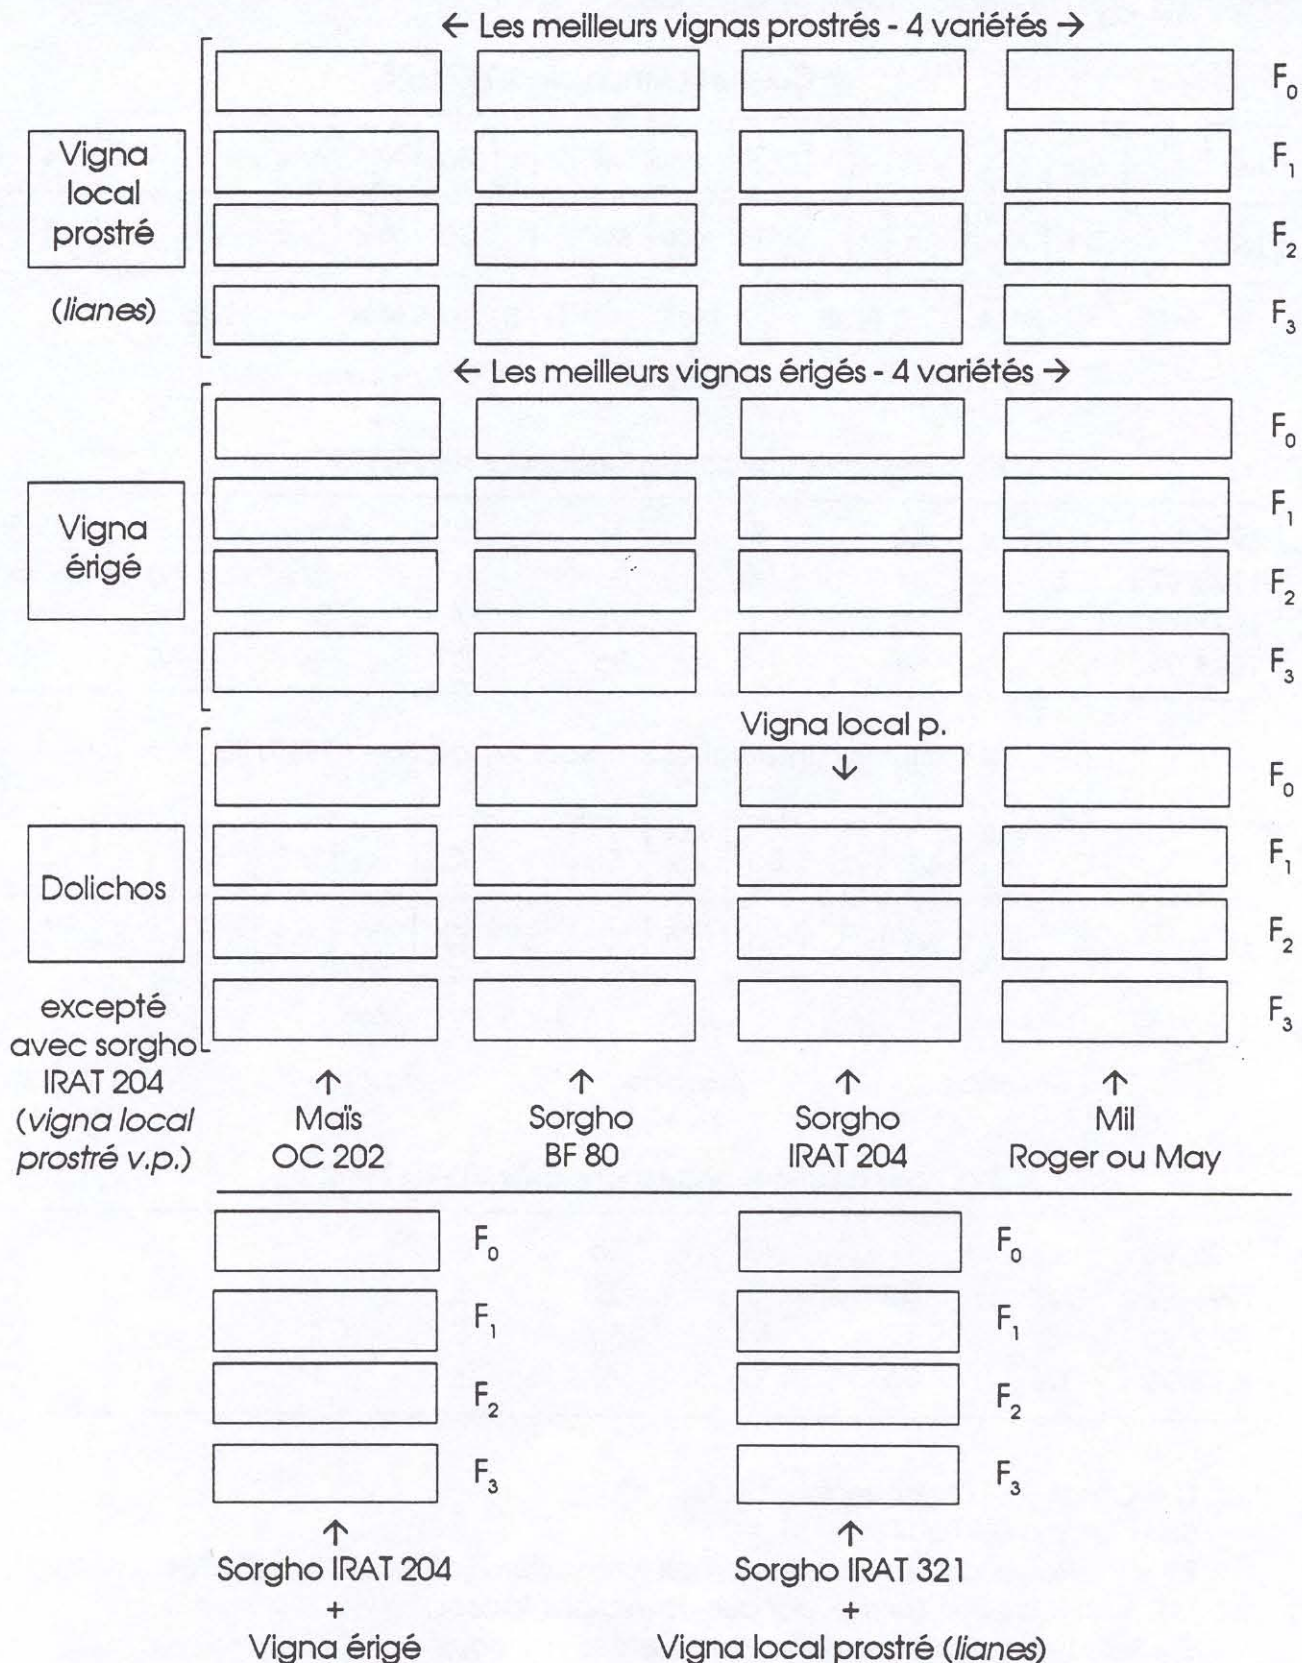 ← Les meilleurs vignas prostrés - 4 variétés →
F₀
Vigna
local
prostré
F₁
F₂
(lianes)
F₃
← Les meilleurs vignas érigés - 4 variétés →
F₀
Vigna
érigé
F₁
F₂
F₃
Vigna local p.
↓
F₀
Dolichos
F₁
F₂
excepté
avec sorgho
IRAT 204
(vigna local
prostré v.p.)
F₃
↑ ↑ ↑ ↑
Maïs
OC 202
Sorgho
BF 80
Sorgho
IRAT 204
Mil
Roger ou May
F₀ F₀
F₁ F₁
F₂ F₂
F₃ F₃
↑ ↑
Sorgho IRAT 204
+
Vigna érigé
Sorgho IRAT 321
+
Vigna local prostré (lianes)